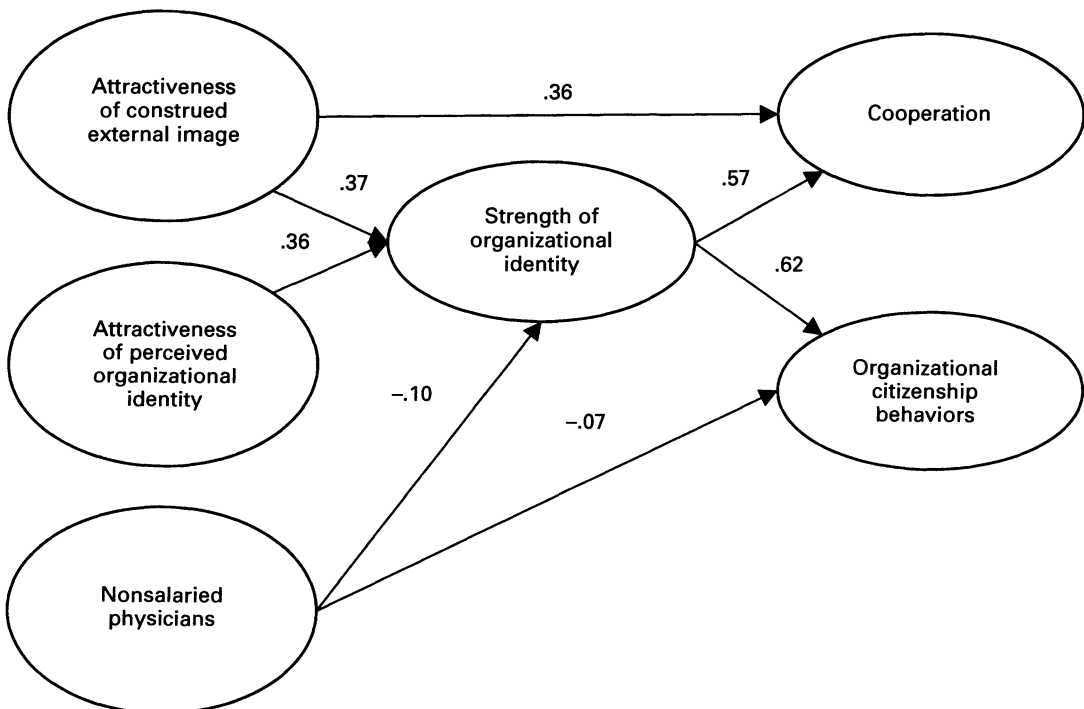 Attractiveness
of construed
external image
.36
Cooperation
.37
.57
Strength of
organizational
identity
.36
.62
Attractiveness
of perceived
organizational
identity
Organizational
citizenship
behaviors
–.10
–.07
Nonsalaried
physicians